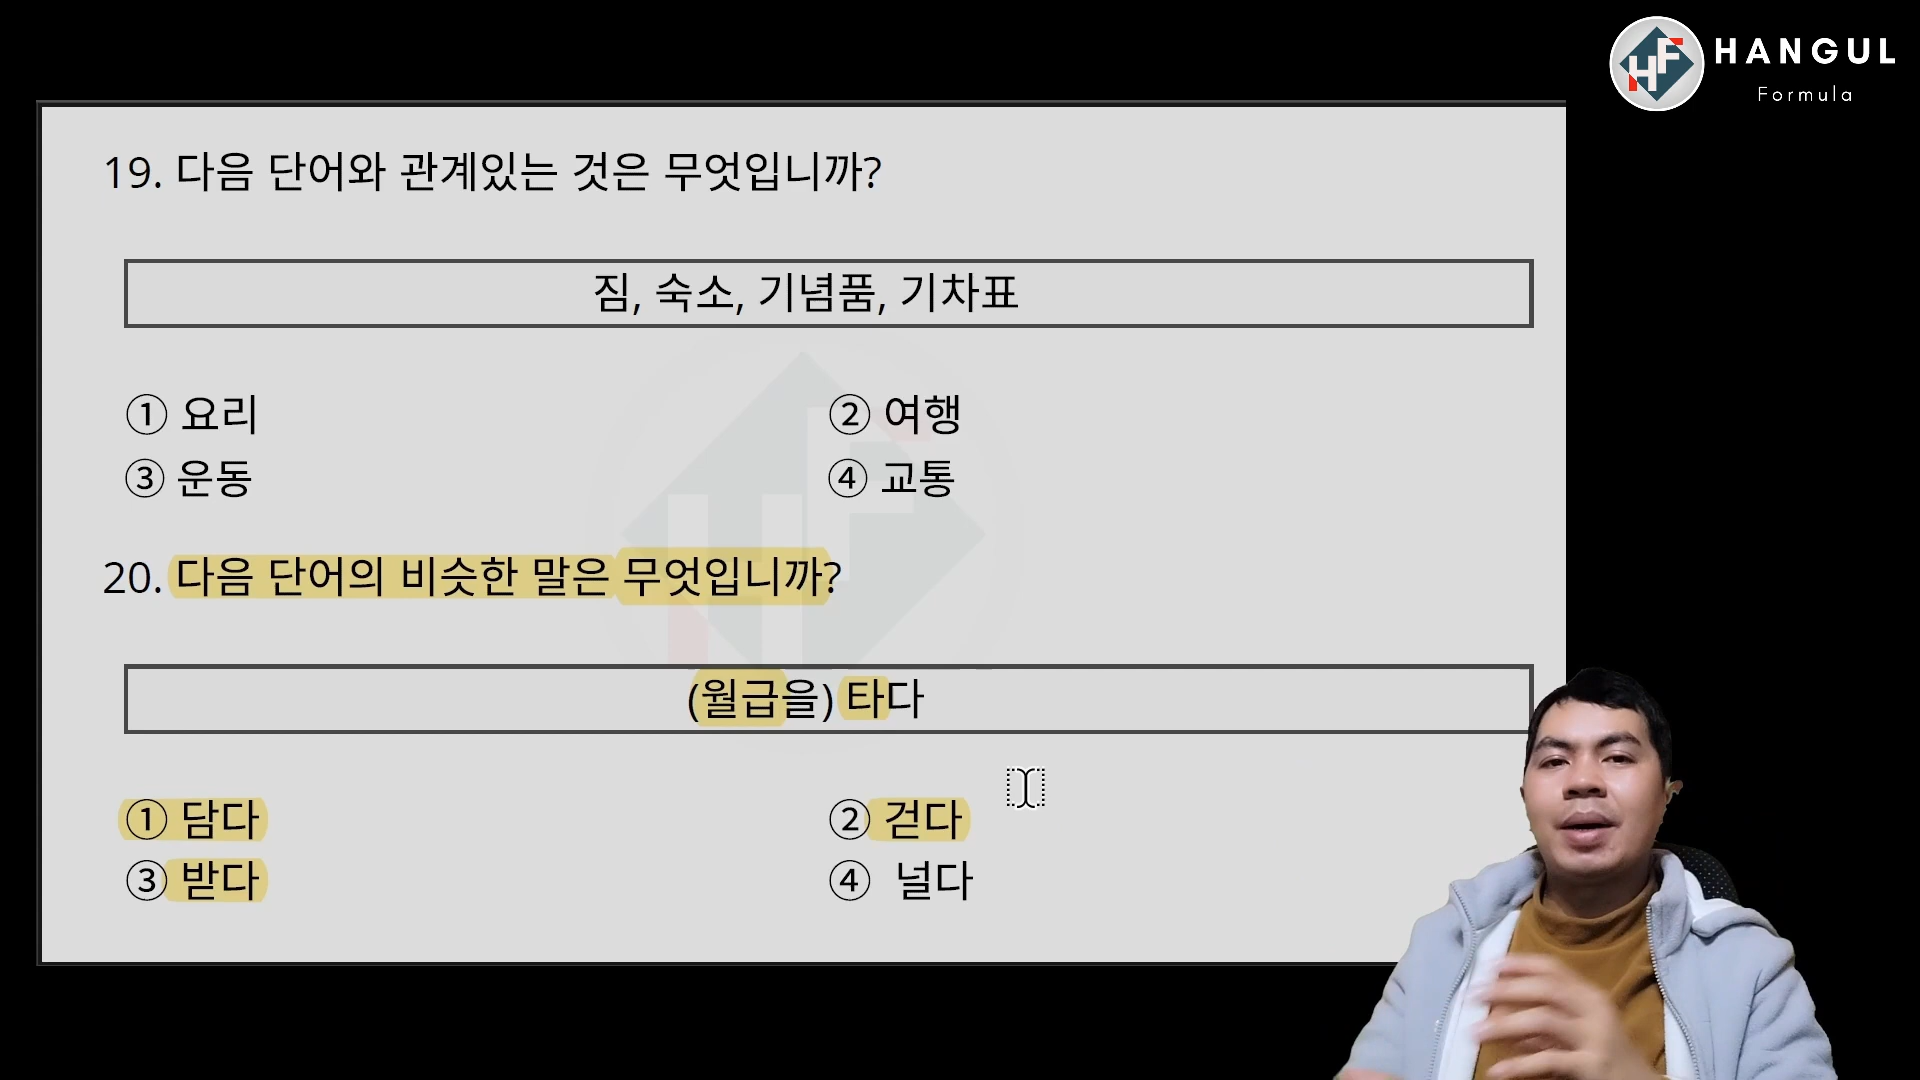 HANGUL
Formula
19. 다음 단어와 관계있는 것은 무엇입니까?
짐, 숙소, 기념품, 기차표
① 요리
② 여행
③ 운동
④ 교통
20. 다음 단어의 비슷한 말은 무엇입니까?
(월급을) 타다
① 담다
② 걷다
③ 받다
④ 널다